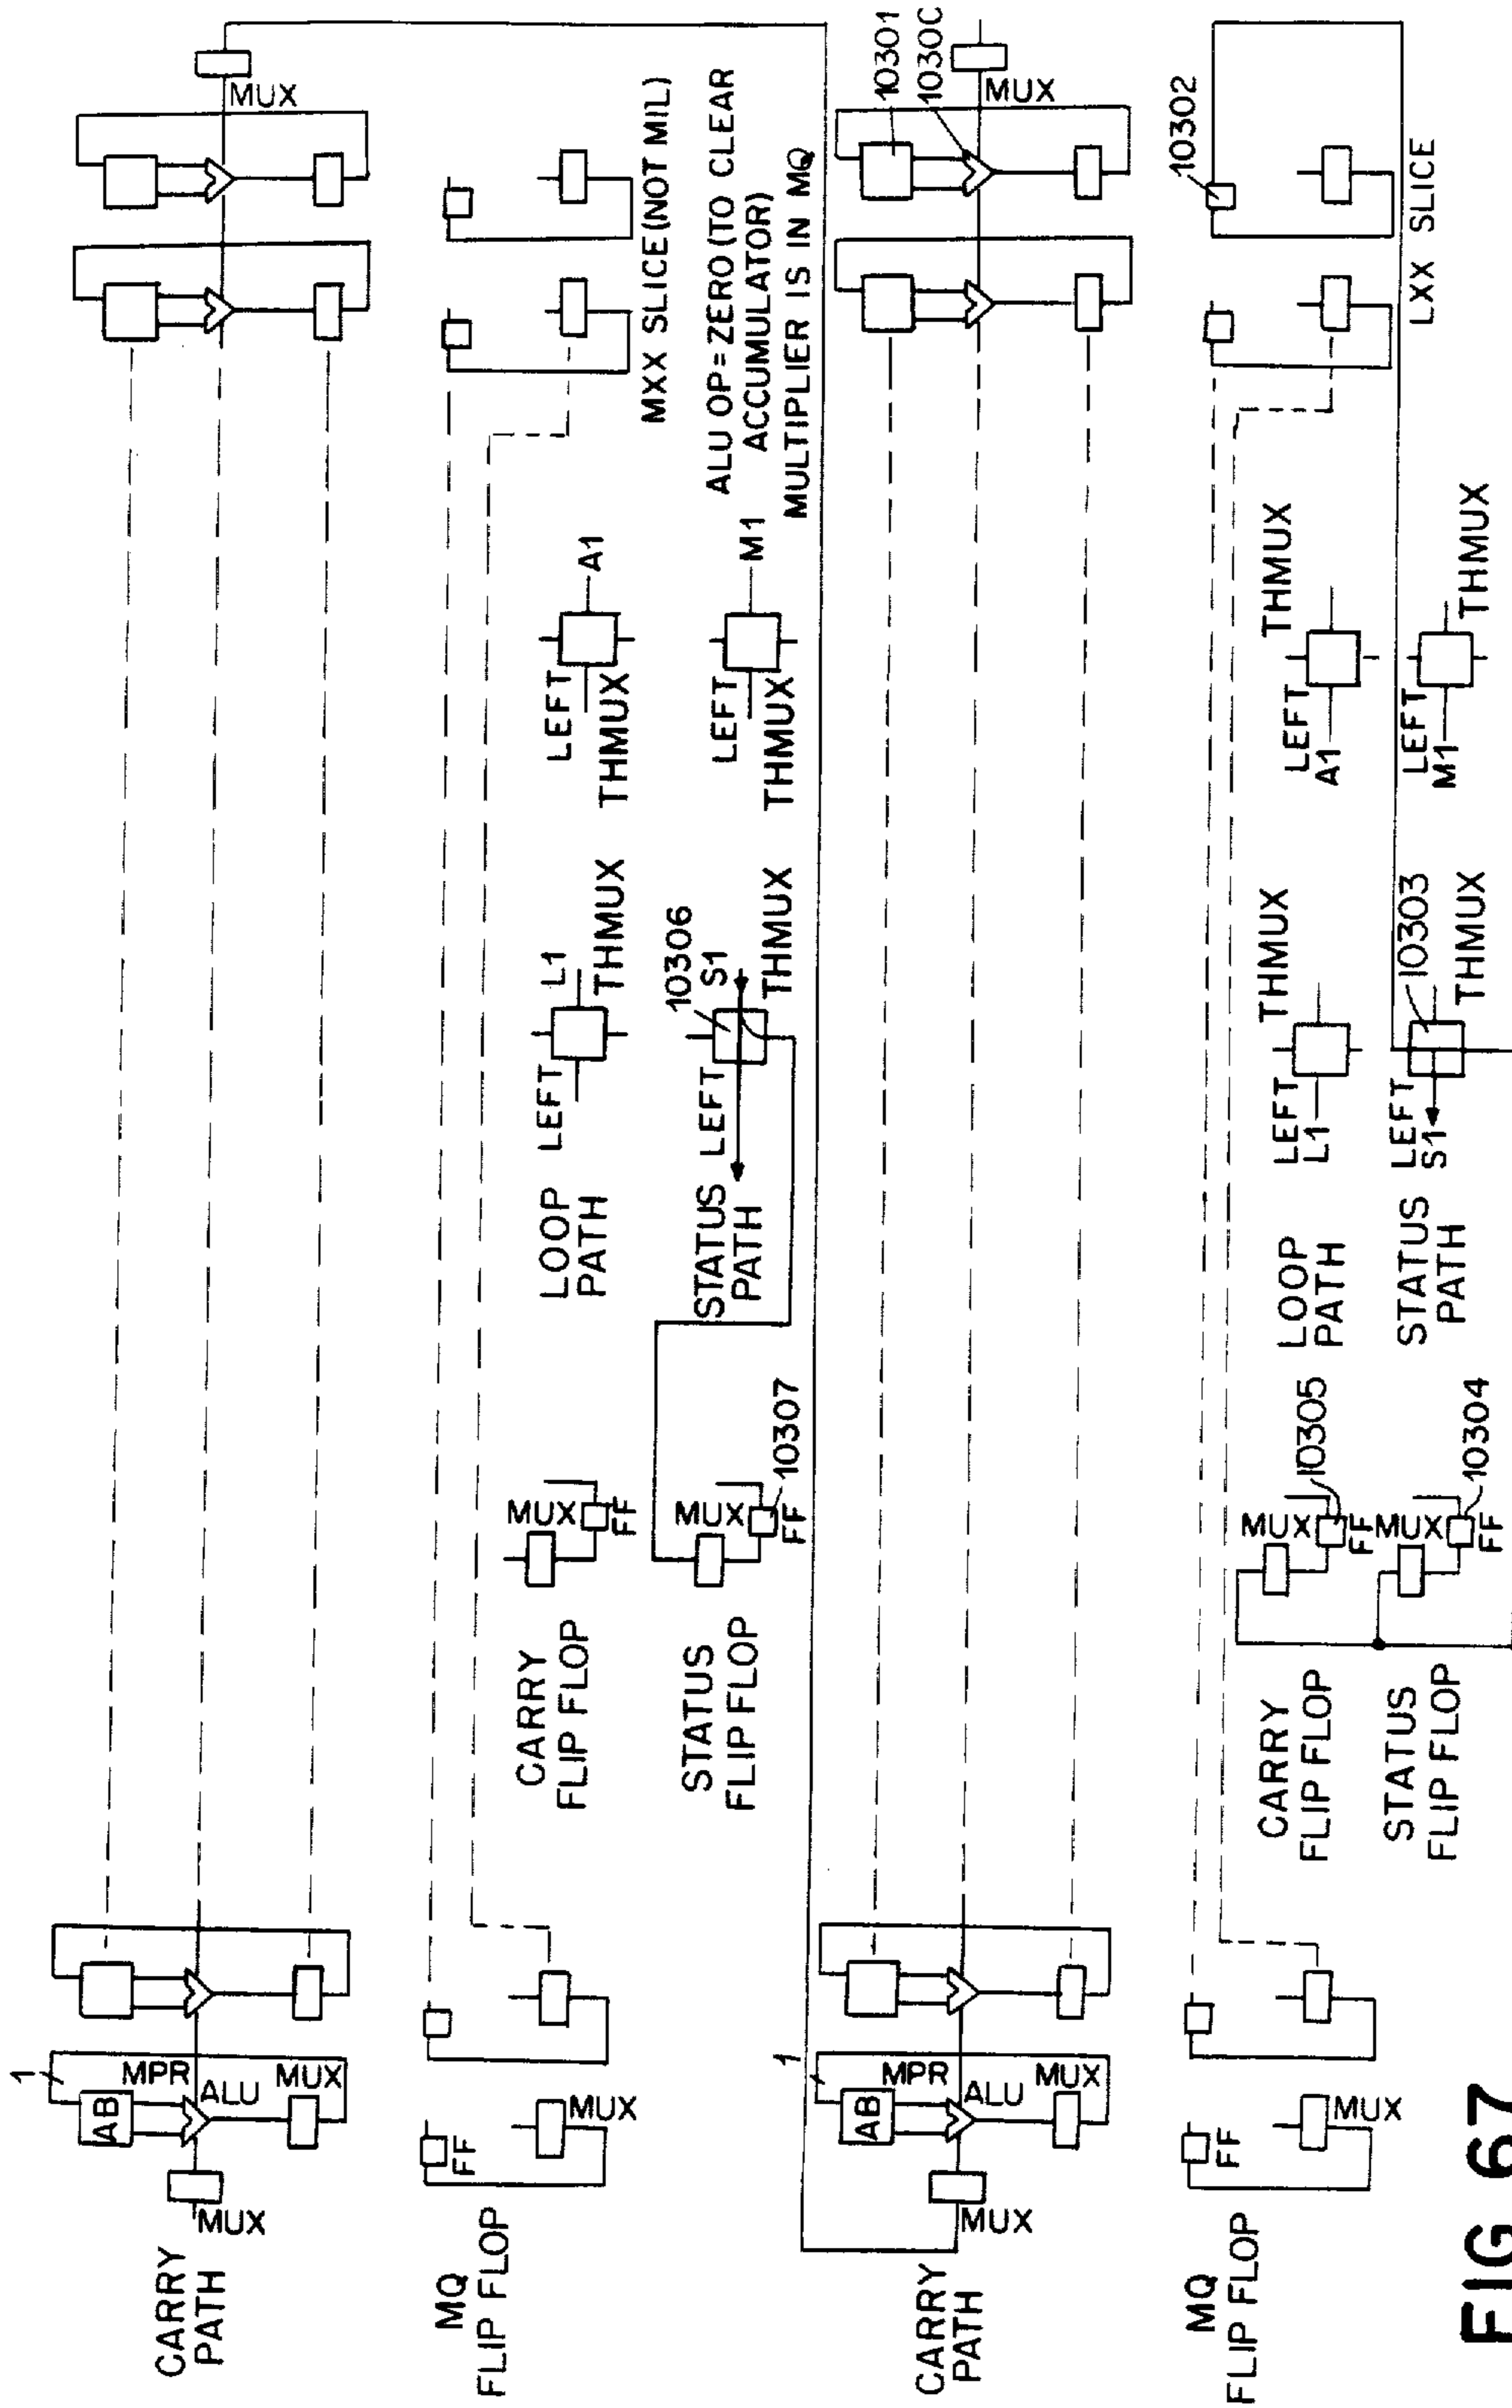 1
AB
MPR
ALU
MUX
MUX
MUX
CARRY
PATH
FF
MUX
MQ
FLIP FLOP
CARRY
FLIP FLOP
MUX
FF
STATUS
FLIP FLOP
MUX
FF
10307
LOOP
PATH
LEFT
L1
THMUX
LEFT
A1
THMUX
STATUS
PATH
LEFT
10306
S1
THMUX
LEFT
M1
THMUX
MXX SLICE(NOT MIL)
ALU OP=ZERO(TO CLEAR
ACCUMULATOR)
MULTIPLIER IS IN MQ
1
AB
MPR
ALU
MUX
MUX
MUX
10301
10300
CARRY
PATH
FF
MUX
MQ
FLIP FLOP
CARRY
FLIP FLOP
MUX
FF
10305
STATUS
FLIP FLOP
MUX
FF
10304
LOOP
PATH
LEFT
L1
THMUX
LEFT
A1
THMUX
STATUS
PATH
LEFT
S1
10303
THMUX
LEFT
M1
THMUX
10302
LXX SLICE
FIG 67